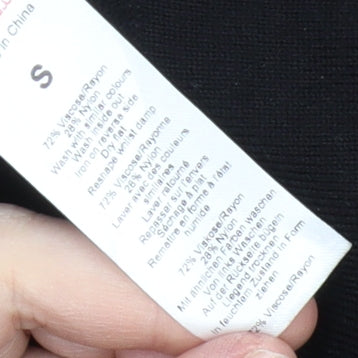 in China
S
72% Viscose/Rayon
28% Nylon
Wash with similar colours
Wash inside out
Iron on reverse side
Dry flat
Reshape whilst damp
72% Viscose/Rayonne
28% Nylon
Laver avec des couleurs
similaires
Laver retourné
Repasser sur l'envers
Séchage à plat
Remettre en forme à l'état
humide
72% Viscose/Rayon
28% Nylon
Mit ähnlichen Farben waschen
Von links Waschen
Auf der Rückseite bügeln
Liegend trocknen
In feuchtem Zustand in Form
ziehen
72% Viscose/Rayon